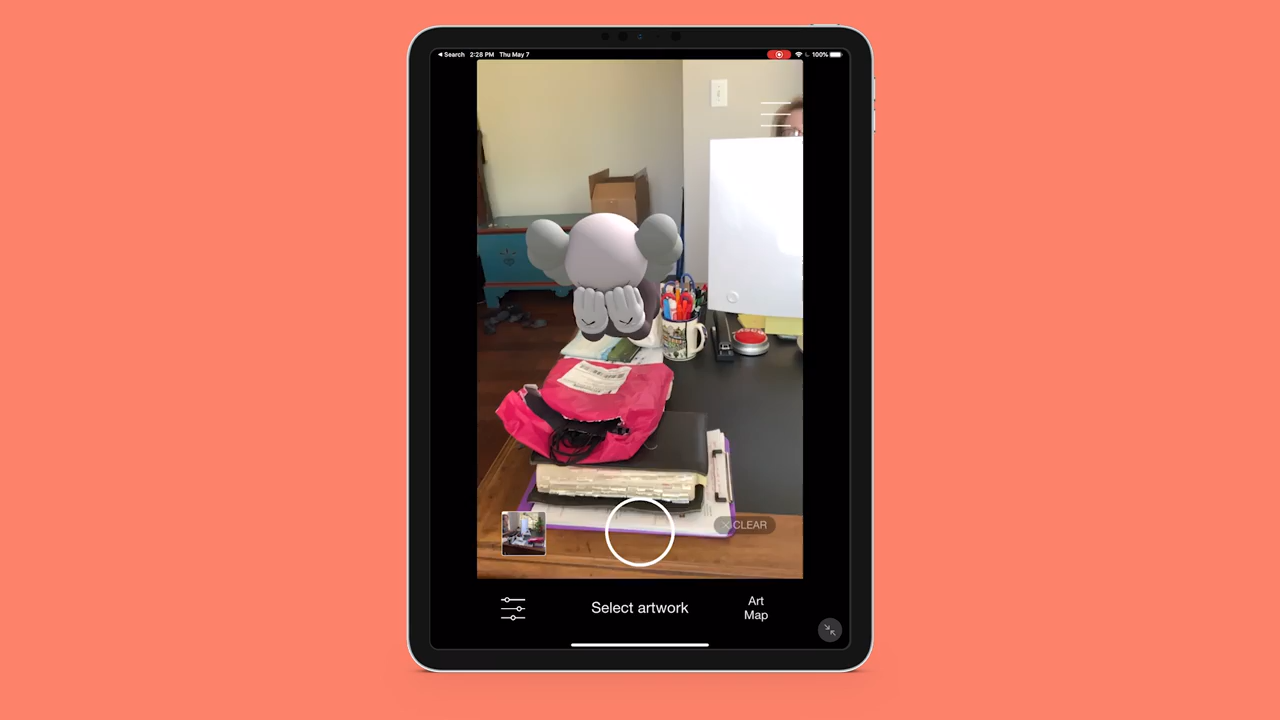 ◀ Search 2:28 PM Thu May 7 100%
✕ CLEAR
Select artwork
Art
Map